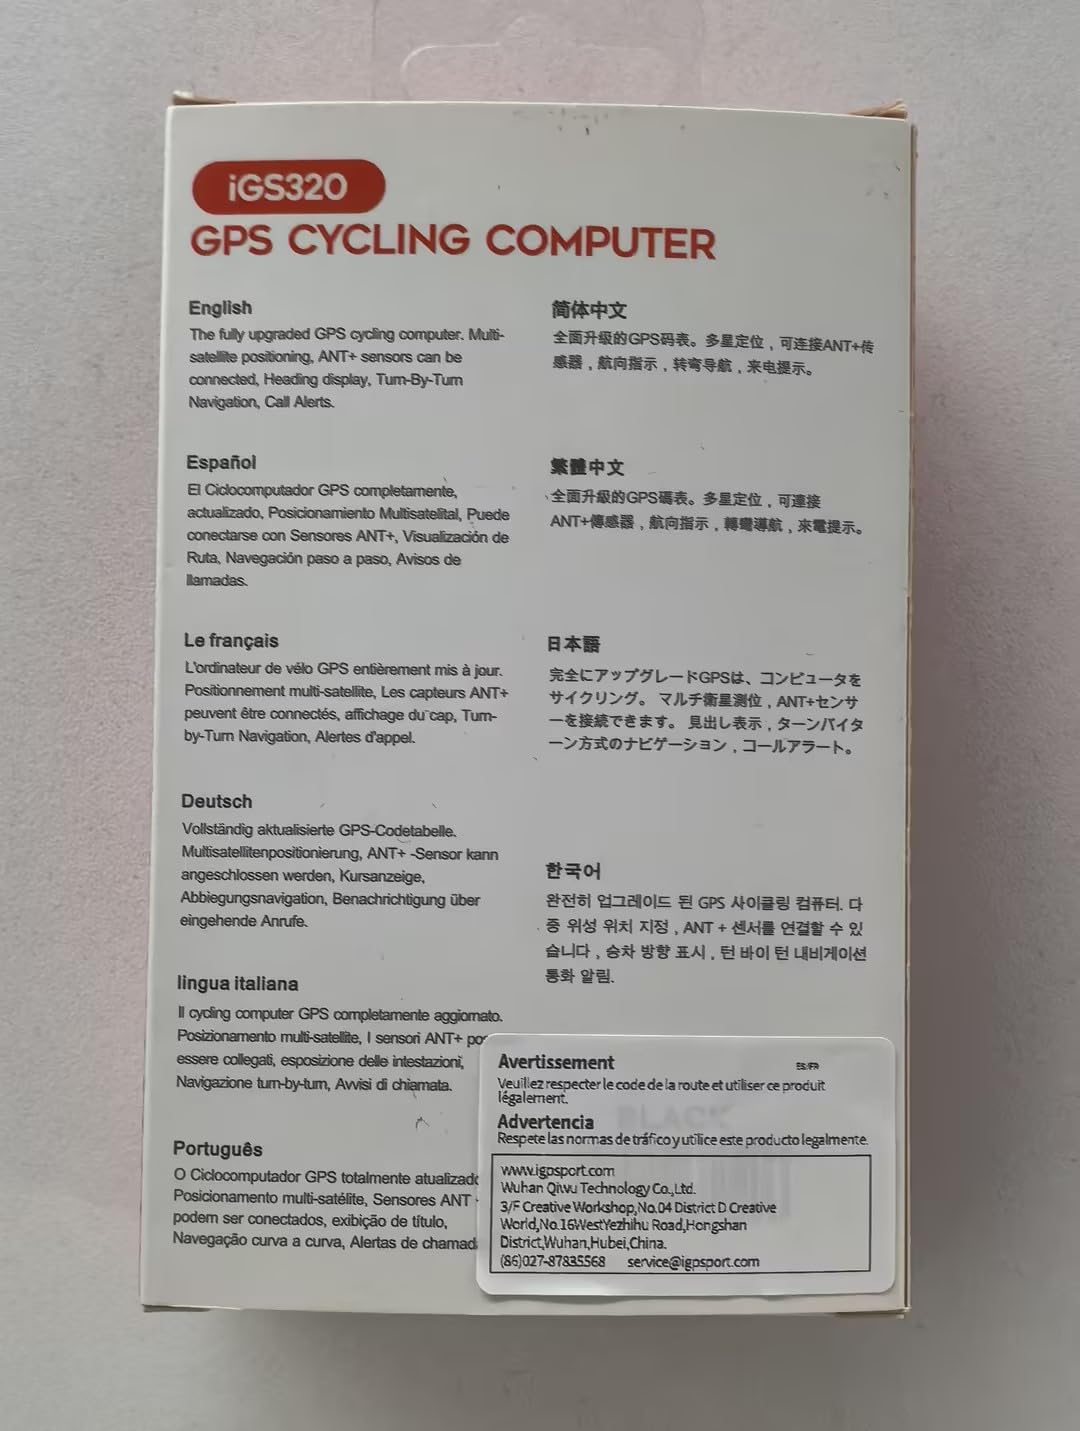 iGS320
GPS CYCLING COMPUTER
English
The fully upgraded GPS cycling computer. Multi-
satellite positioning, ANT+ sensors can be
connected, Heading display, Turn-By-Turn
Navigation, Call Alerts.
Español
El Ciclocomputador GPS completamente,
actualizado, Posicionamiento Multisatelital, Puede
conectarse con Sensores ANT+, Visualización de
Ruta, Navegación paso a paso, Avisos de
llamadas.
Le français
L'ordinateur de vélo GPS entièrement mis à jour.
Positionnement multi-satellite, Les capteurs ANT+
peuvent être connectés, affichage du cap, Turn-
by-Turn Navigation, Alertes d'appel.
Deutsch
Vollständig aktualisierte GPS-Codetabelle.
Multisatellitenpositionierung, ANT+ -Sensor kann
angeschlossen werden, Kursanzeige,
Abbiegungsnavigation, Benachrichtigung über
eingehende Anrufe.
lingua italiana
Il cycling computer GPS completamente aggiornato.
Posizionamento multi-satellite, I sensori ANT+
essere collegati, esposizione delle intestazioni,
Navigazione turn-by-turn, Avvisi di chiamata.
Português
O Ciclocomputador GPS totalmente
Posicionamento multi-satélite, Sensores ANT
podem ser conectados, exibição de título,
Navegação curva a curva, Alertas de
简体中文
全面升级的GPS码表。多星定位，可连接ANT+传
感器，航向指示，转弯导航，来电提示。
繁體中文
全面升級的GPS碼表。多星定位，可連接
ANT+傳感器，航向指示，轉彎導航，來電提示。
日本語
完全にアップグレードGPSは、コンピュータを
サイクリング。 マルチ衛星測位，ANT+センサ
ーを接続できます。 見出し表示，ターンバイタ
ーン方式のナビゲーション，コールアラート。
한국어
완전히 업그레이드 된 GPS 사이클링 컴퓨터. 다
중 위성 위치 지정 , ANT + 센서를 연결할 수 있
습니다 , 승차 방향 표시 , 턴 바이 턴 내비게이션
통화 알림.
Avertissement ES/FR
Veuillez respecter le code de la route et utiliser ce produit
légalement.
Advertencia
Respete las normas de tráfico y utilice este producto legalmente.
BLACK
www.igpsport.com
Wuhan Qiwu Technology Co.,Ltd.
3/F Creative Workshop,No.04 District D Creative
World,No.16WestYezhihu Road,Hongshan
District,Wuhan,Hubei,China.
(86)027-87835568 service@igpsport.com